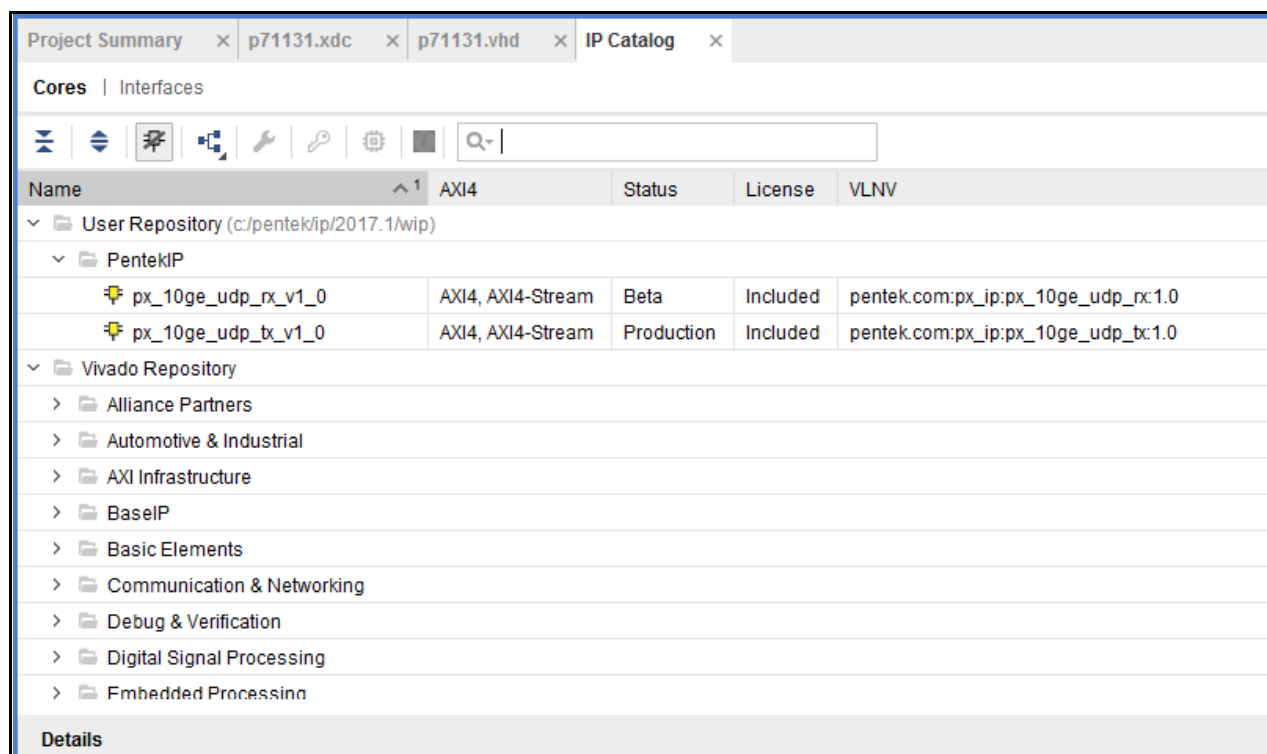 Project Summary × p71131.xdc × p71131.vhd × IP Catalog ×
Cores | Interfaces
Name 1 AXI4 Status License VLNV
User Repository (c:/pentek/ip/2017.1/wip)
PentekIP
px_10ge_udp_rx_v1_0 AXI4, AXI4-Stream Beta Included pentek.com:px_ip:px_10ge_udp_rx:1.0
px_10ge_udp_tx_v1_0 AXI4, AXI4-Stream Production Included pentek.com:px_ip:px_10ge_udp_tx:1.0
Vivado Repository
Alliance Partners
Automotive & Industrial
AXI Infrastructure
BaseIP
Basic Elements
Communication & Networking
Debug & Verification
Digital Signal Processing
Embedded Processing
Details